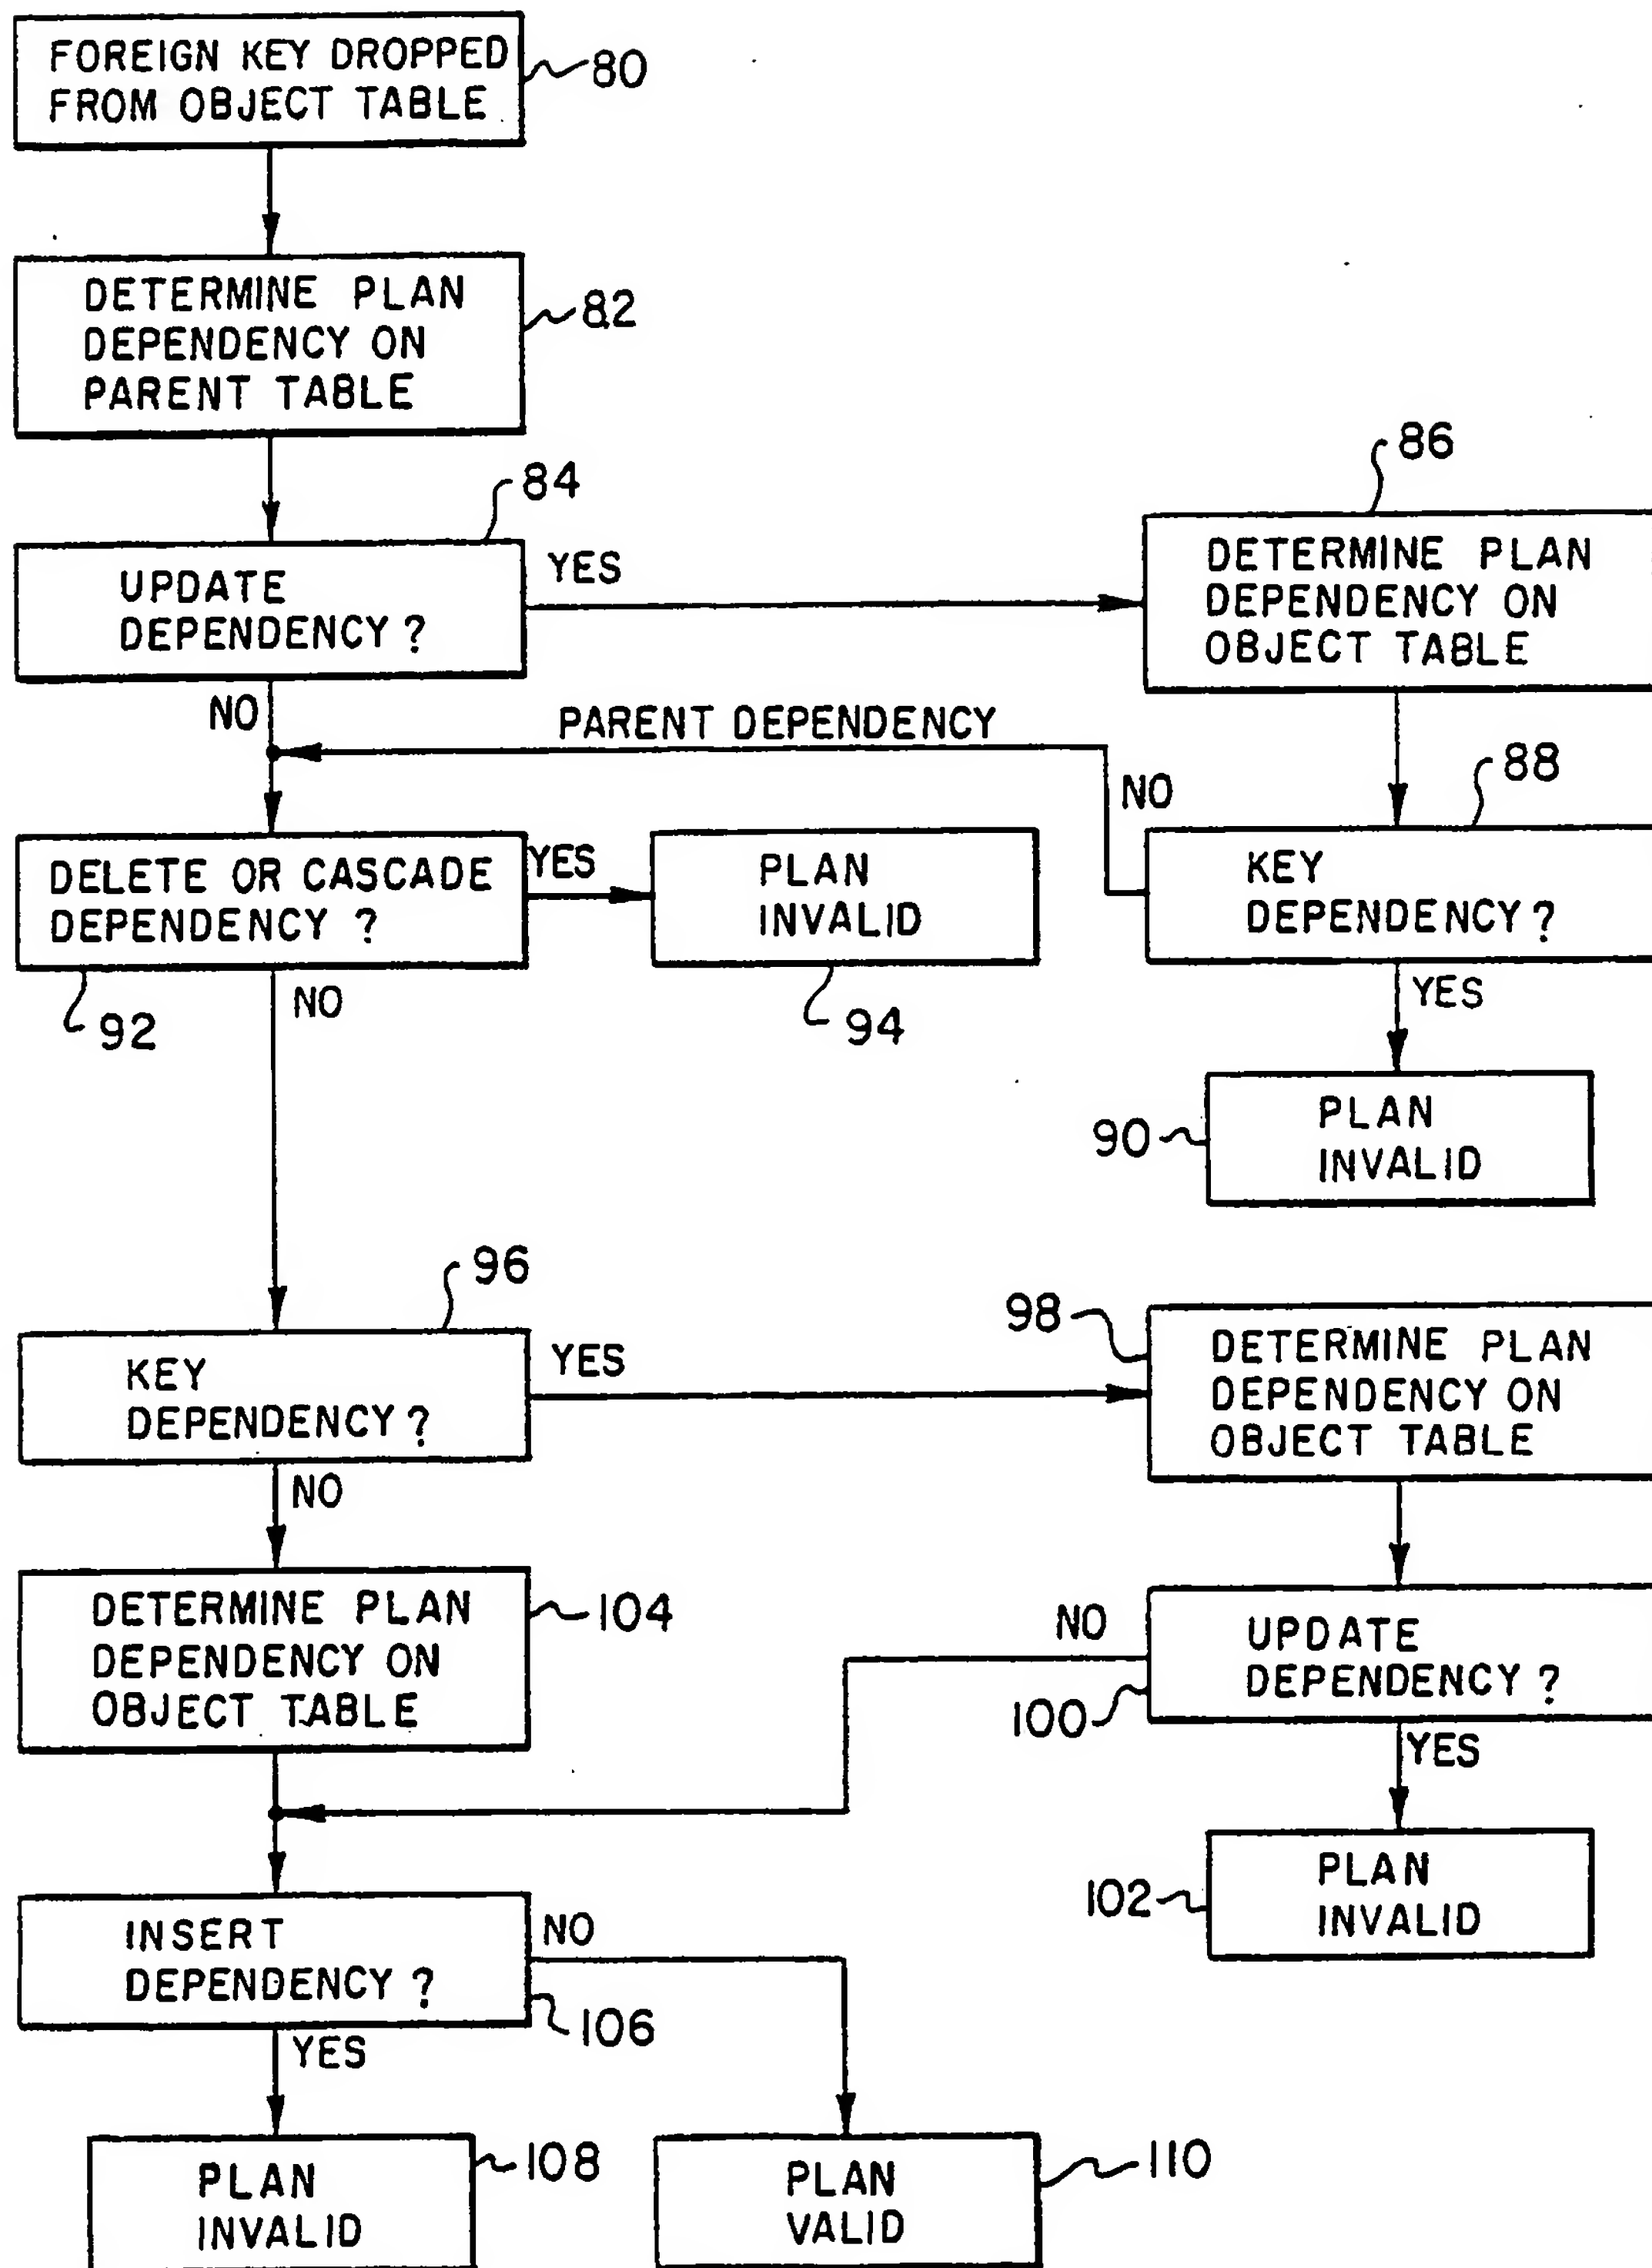 FOREIGN KEY DROPPED
FROM OBJECT TABLE
80
DETERMINE PLAN
DEPENDENCY ON
PARENT TABLE
82
84
UPDATE
DEPENDENCY?
YES
NO
86
DETERMINE PLAN
DEPENDENCY ON
OBJECT TABLE
PARENT DEPENDENCY
NO
88
KEY
DEPENDENCY?
YES
90
PLAN
INVALID
DELETE OR CASCADE
DEPENDENCY ?
YES
92
NO
PLAN
INVALID
94
96
KEY
DEPENDENCY?
YES
NO
98
DETERMINE PLAN
DEPENDENCY ON
OBJECT TABLE
DETERMINE PLAN
DEPENDENCY ON
OBJECT TABLE
104
NO
UPDATE
DEPENDENCY?
100
YES
102
PLAN
INVALID
INSERT
DEPENDENCY?
NO
106
YES
PLAN
INVALID
108
PLAN
VALID
110